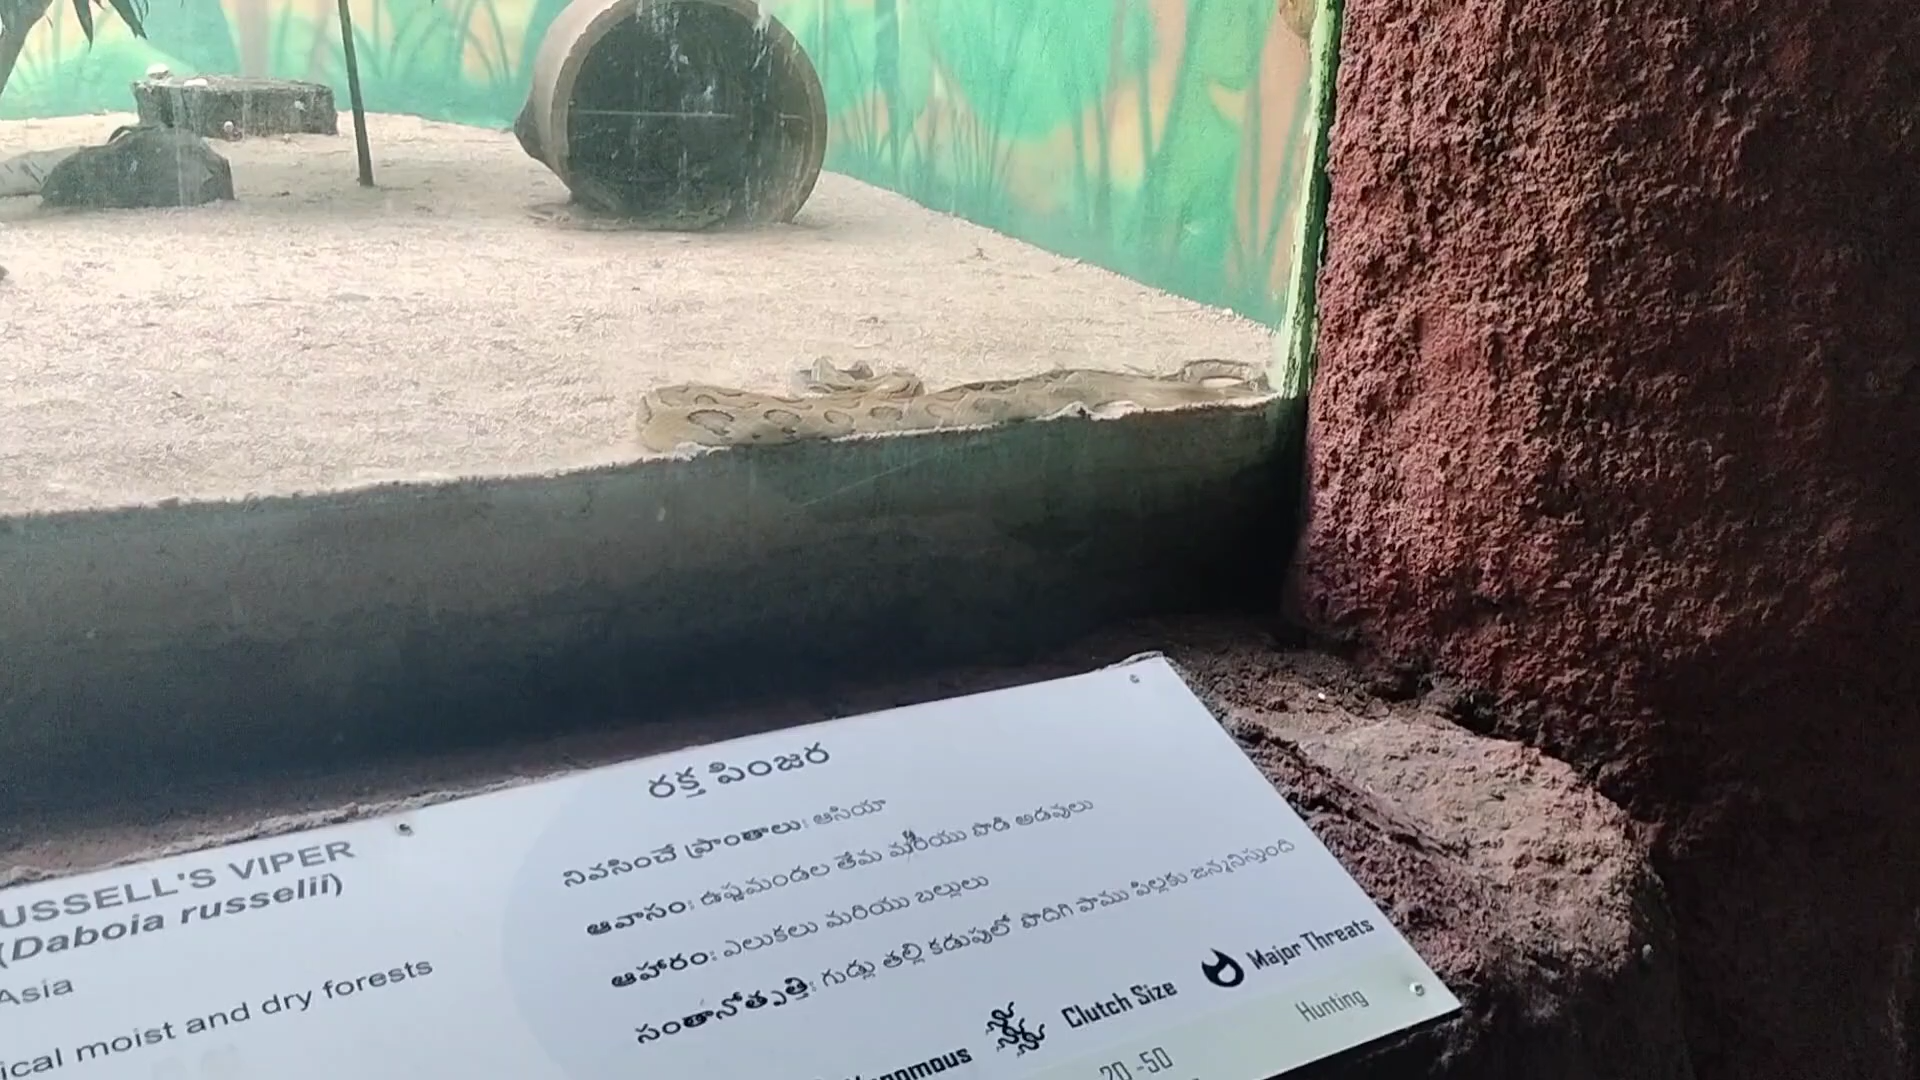 USSELL'S VIPER
(Daboia russelii)
Asia
ical moist and dry forests
రక్త పింజర
నివసించే ప్రాంతాలు: ఆసియా
ఆవాసం: ఉష్ణమండల తేమ మరియు పొడి అడవులు
ఆహారం: ఎలుకలు మరియు బల్లులు
సంతానోత్పత్తి: గుడ్లు తల్లి కడుపులో పొదిగి పాము పిల్లకు జన్మనిస్తుంది
Clutch Size
20 -50
Major Threats
Hunting